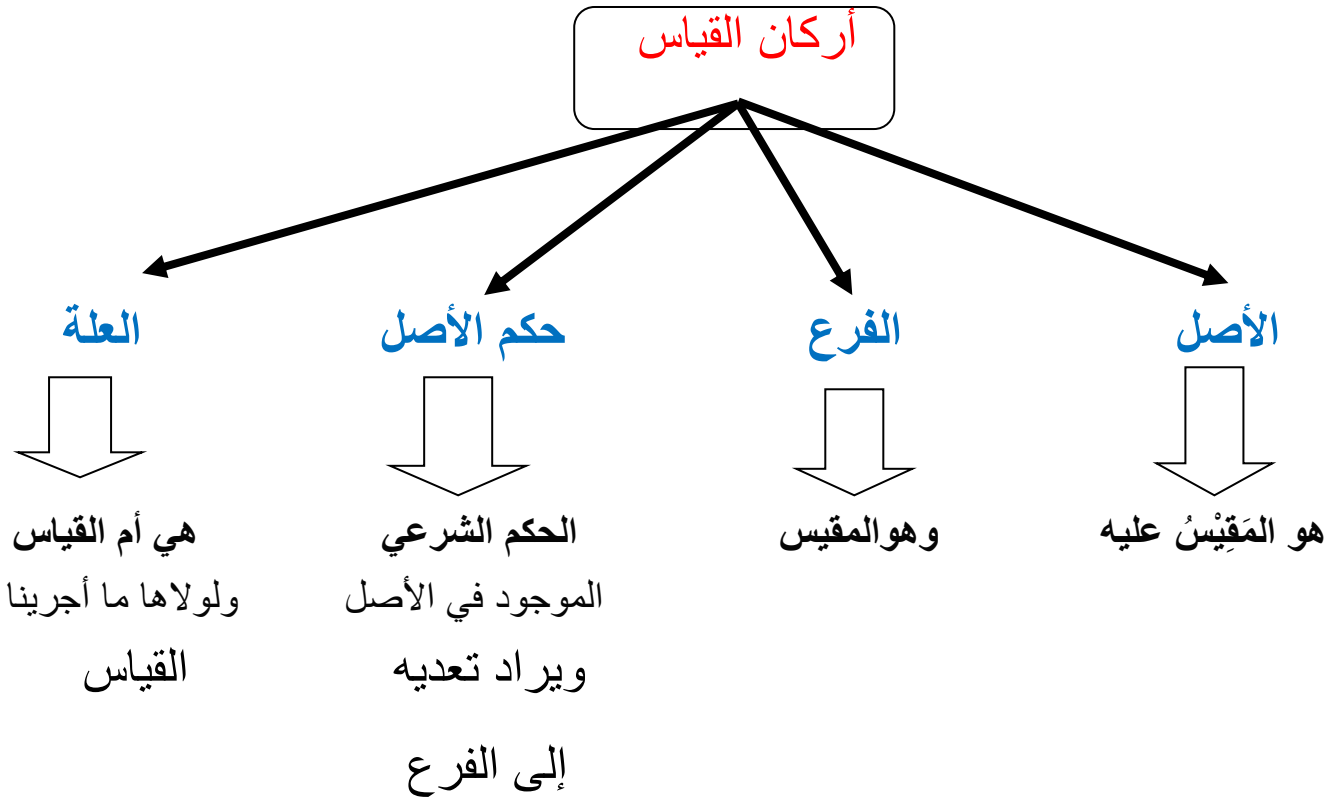 أركان القياس
الأصل
الفرع
حكم الأصل
العلة
هو المَقِيْسُ عليه
وهوالمقيس
الحكم الشرعي
الموجود في الأصل
ويراد تعديه
إلى الفرع
هي أم القياس
ولولاها ما أجرينا
القياس